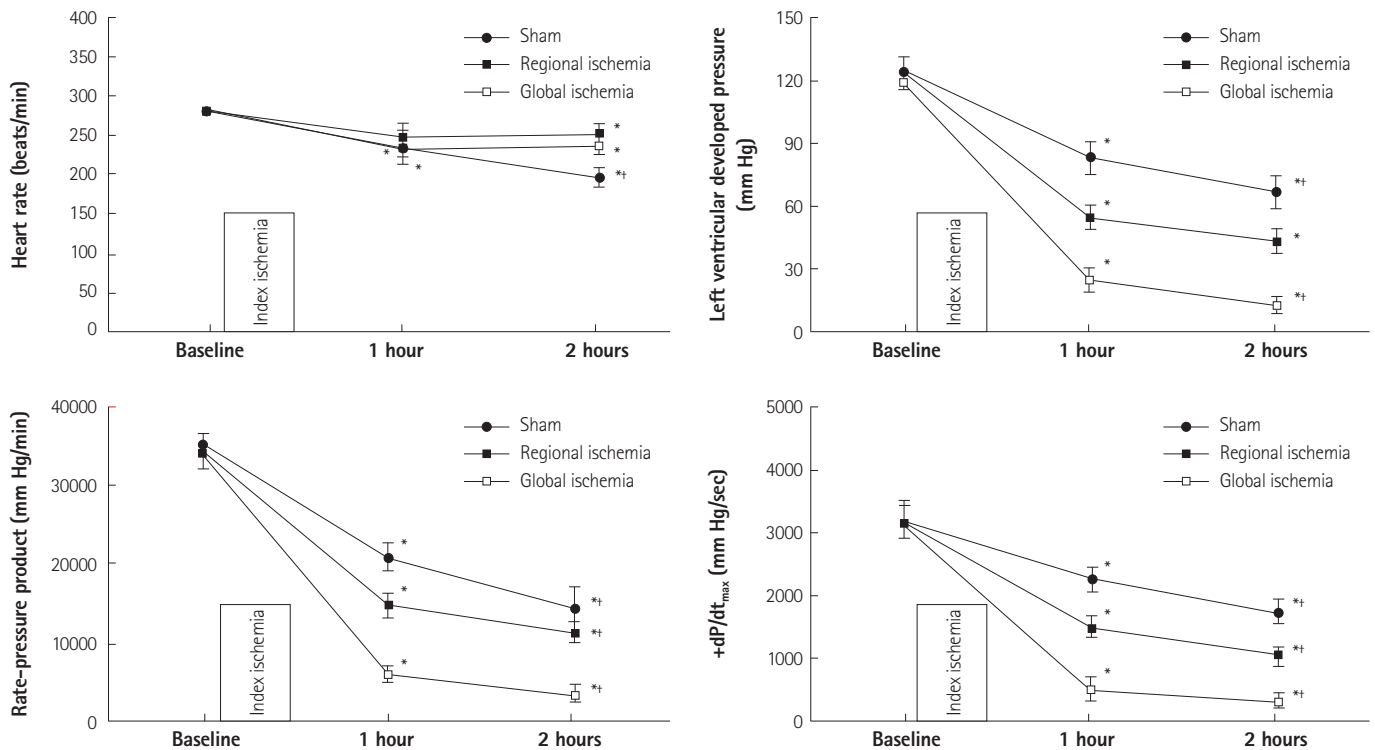 Heart rate (beats/min)
400
350
300
250
200
150
100
50
0
Sham
Regional ischemia
Global ischemia
*
*
*
*
*†
Index ischemia
Baseline
1 hour
2 hours
Left ventricular developed pressure
(mm Hg)
150
120
90
60
30
0
Sham
Regional ischemia
Global ischemia
*
*†
*
*
*
*†
Index ischemia
Baseline
1 hour
2 hours
Rate–pressure product (mm Hg/min)
40000
30000
20000
10000
0
Sham
Regional ischemia
Global ischemia
*
*†
*
*†
*
*†
Index ischemia
Baseline
1 hour
2 hours
+dP/dtmax (mm Hg/sec)
5000
4000
3000
2000
1000
0
Sham
Regional ischemia
Global ischemia
*
*†
*
*†
*
*†
Index ischemia
Baseline
1 hour
2 hours